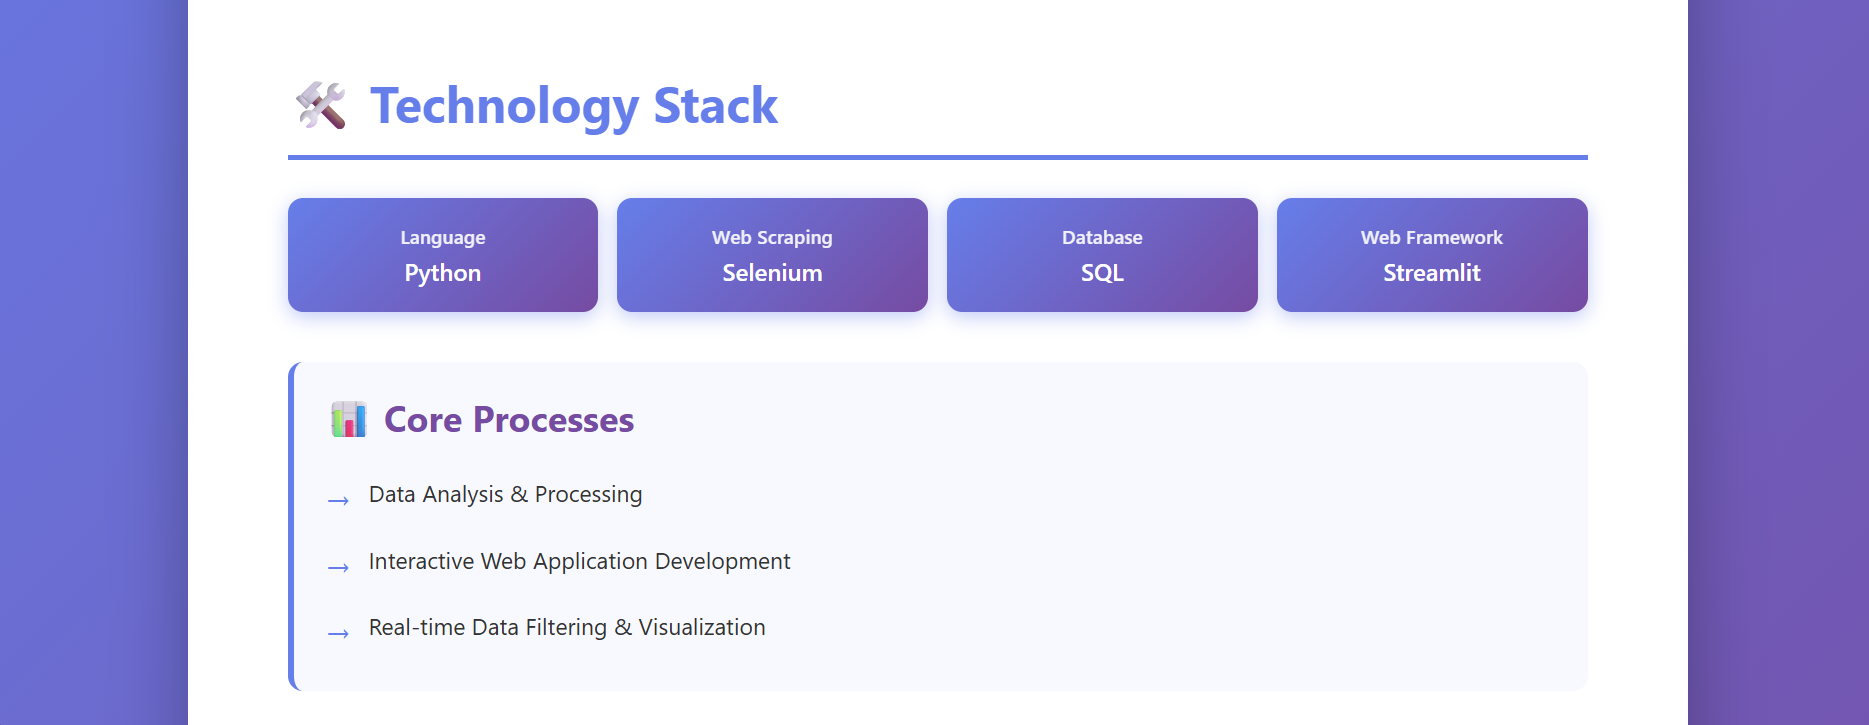 Technology Stack
Language
Python
Web Scraping
Selenium
Database
SQL
Web Framework
Streamlit
Core Processes
→ Data Analysis & Processing
→ Interactive Web Application Development
→ Real-time Data Filtering & Visualization